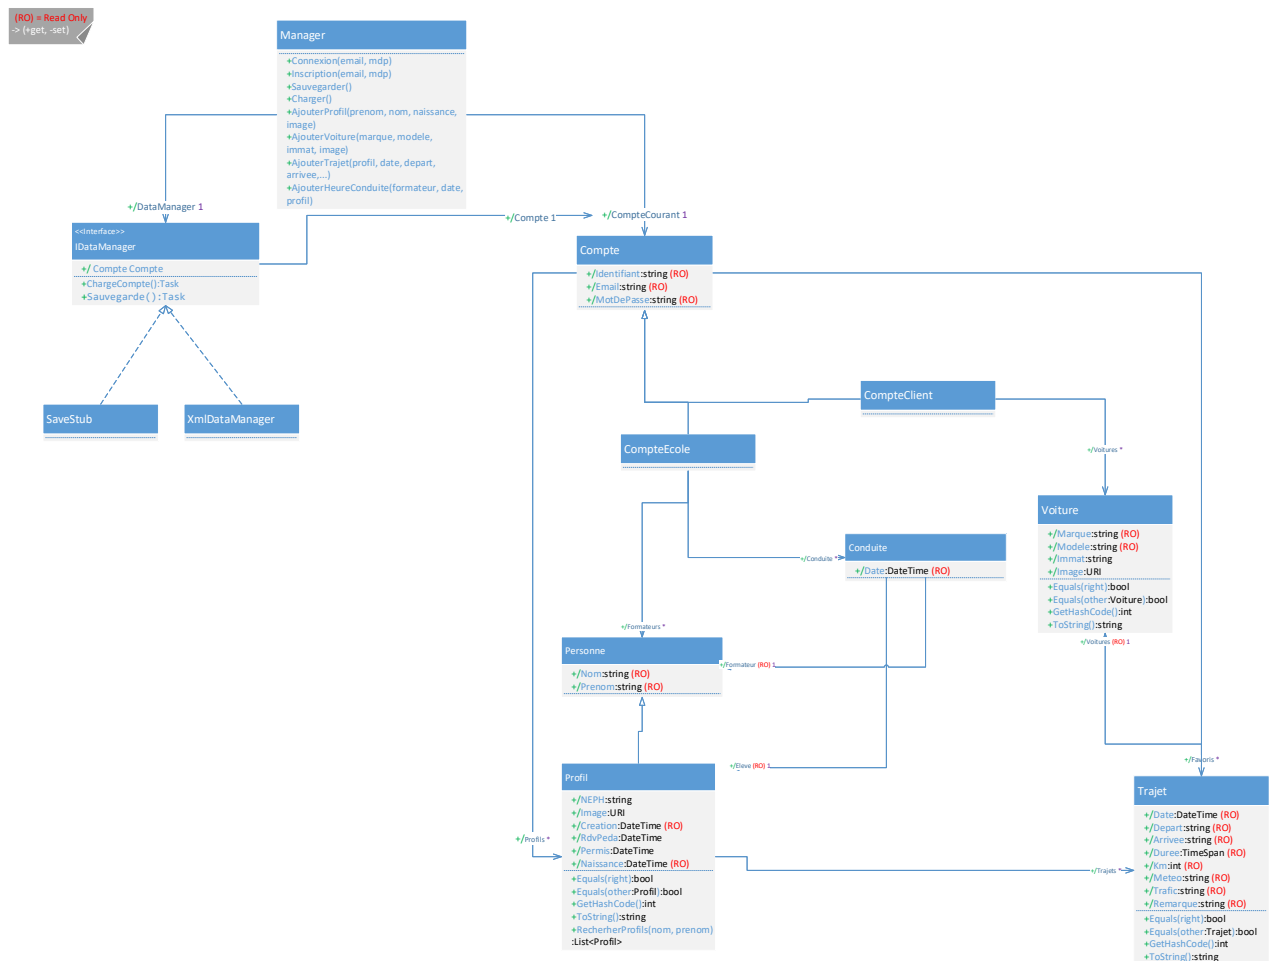 (RO) = Read Only
-> (+get, -set)
Manager
+Connexion(email, mdp)
+Inscription(email, mdp)
+Sauvegarder()
+Charger()
+AjouterProfil(prenom, nom, naissance,
image)
+AjouterVoiture(marque, modele,
immat, image)
+AjouterTrajet(profil, date, depart,
arrivee,...)
+AjouterHeureConduite(formateur, date,
profil)
+/DataManager 1
+/Compte 1
+/CompteCourant 1
<<Interface>>
IDataManager
+/ Compte Compte
+ChargeCompte():Task
+Sauvegarde():Task
SaveStub
XmlDataManager
Compte
+/Identifiant:string (RO)
+/Email:string (RO)
+/MotDePasse:string (RO)
CompteClient
CompteEcole
+/Voitures *
Voiture
+/Marque:string (RO)
+/Modele:string (RO)
+/Immat:string
+/Image:URI
+Equals(right):bool
+Equals(other:Voiture):bool
+GetHashCode():int
+ToString():string
+/Voitures (RO) 1
+/Conduite *
Conduite
+/Date:DateTime (RO)
+/Formateurs *
Personne
+/Nom:string (RO)
+/Prenom:string (RO)
+/Formateur (RO) 1
+/Eleve (RO) 1
+/Profils *
Profil
+/NEPH:string
+/Image:URI
+/Creation:DateTime (RO)
+/RdvPeda:DateTime
+/Permis:DateTime
+/Naissance:DateTime (RO)
+Equals(right):bool
+Equals(other:Profil):bool
+GetHashCode():int
+ToString():string
+RecherherProfils(nom, prenom)
:List<Profil>
+/Trajets *
+/Favoris *
Trajet
+/Date:DateTime (RO)
+/Depart:string (RO)
+/Arrivee:string (RO)
+/Duree:TimeSpan (RO)
+/Km:int (RO)
+/Meteo:string (RO)
+/Trafic:string (RO)
+/Remarque:string (RO)
+Equals(right):bool
+Equals(other:Trajet):bool
+GetHashCode():int
+ToString():string